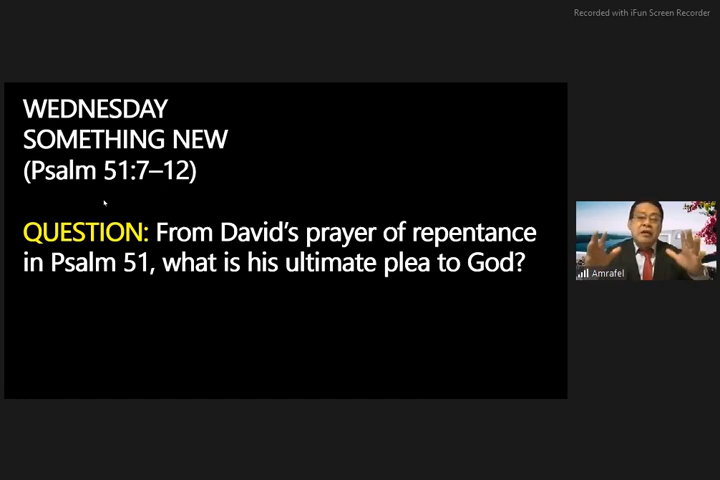 Recorded with iFun Screen Recorder
WEDNESDAY
SOMETHING NEW
(Psalm 51:7–12)
QUESTION: From David’s prayer of repentance
in Psalm 51, what is his ultimate plea to God?
Amrafel